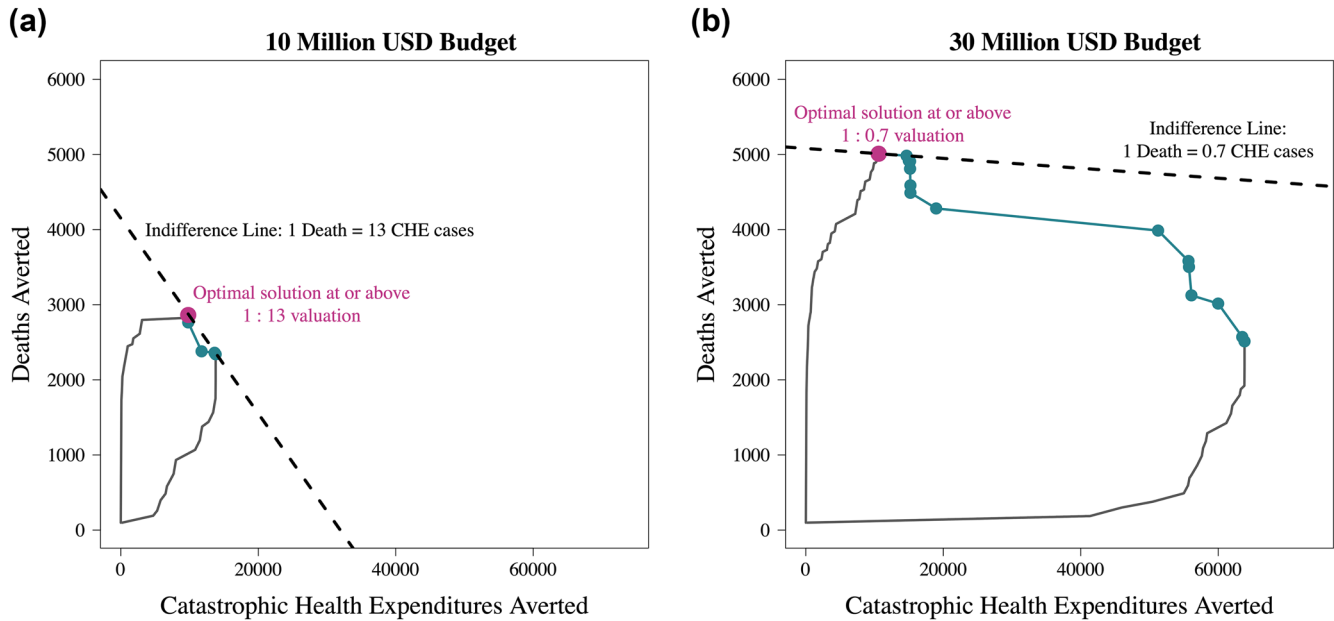 (a)
10 Million USD Budget
6000
5000
4000
3000
2000
1000
0
Deaths Averted
Indifference Line: 1 Death = 13 CHE cases
Optimal solution at or above
1 : 13 valuation
0
20000
40000
60000
Catastrophic Health Expenditures Averted
(b)
30 Million USD Budget
6000
5000
4000
3000
2000
1000
0
Deaths Averted
Optimal solution at or above
1 : 0.7 valuation
Indifference Line:
1 Death = 0.7 CHE cases
0
20000
40000
60000
Catastrophic Health Expenditures Averted